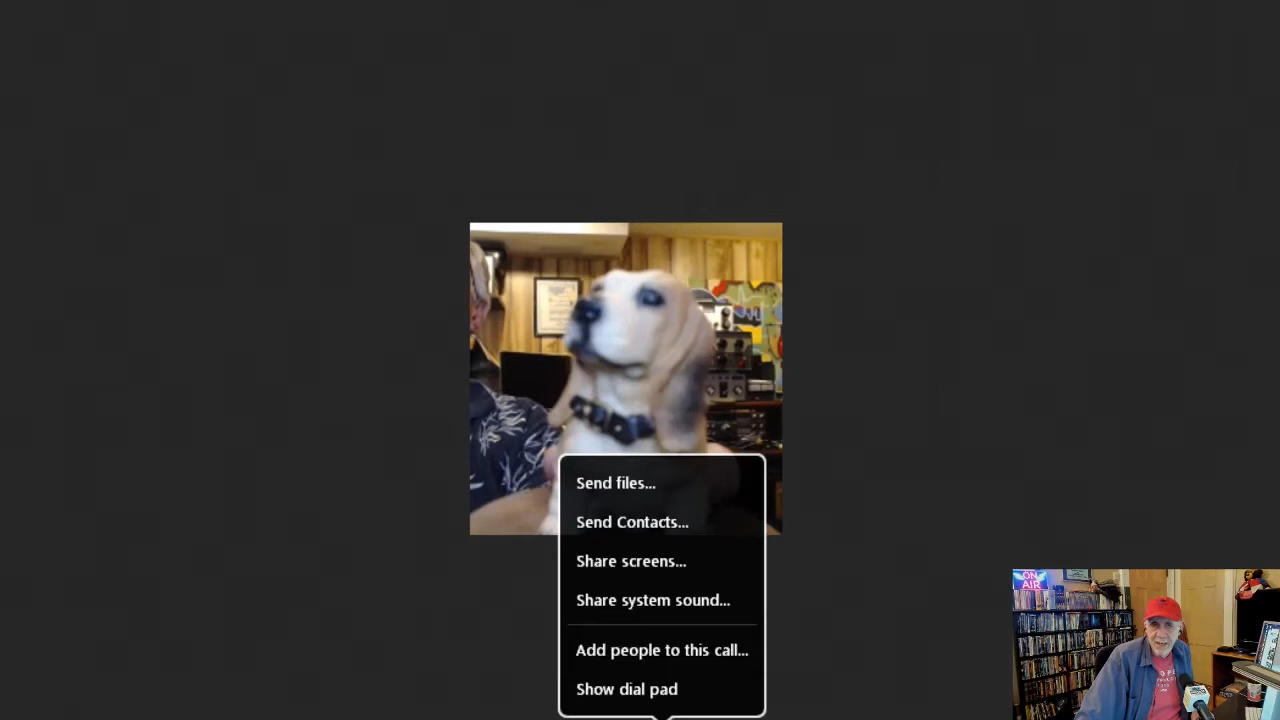 Send files...
Send Contacts...
Share screens...
Share system sound...
Add people to this call...
Show dial pad
ON
AIR